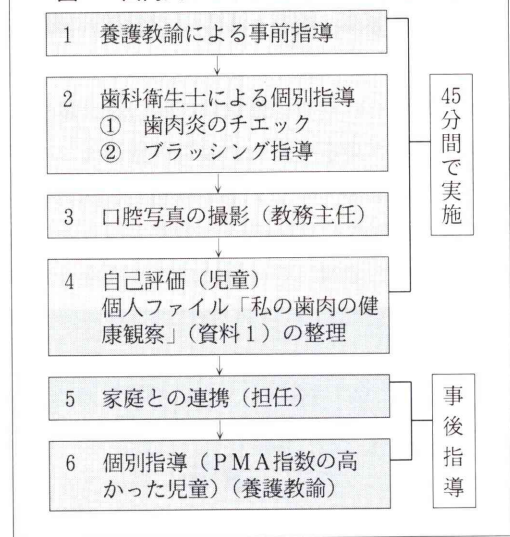 1 養護教諭による事前指導
2 歯科衛生士による個別指導
① 歯肉炎のチェック
② ブラッシング指導
3 口腔写真の撮影（教務主任）
4 自己評価（児童）
個人ファイル「私の歯肉の健
康観察」（資料1）の整理
45分間で実施
5 家庭との連携（担任）
6 個別指導（PMA指数の高
かった児童）（養護教諭）
事後指導